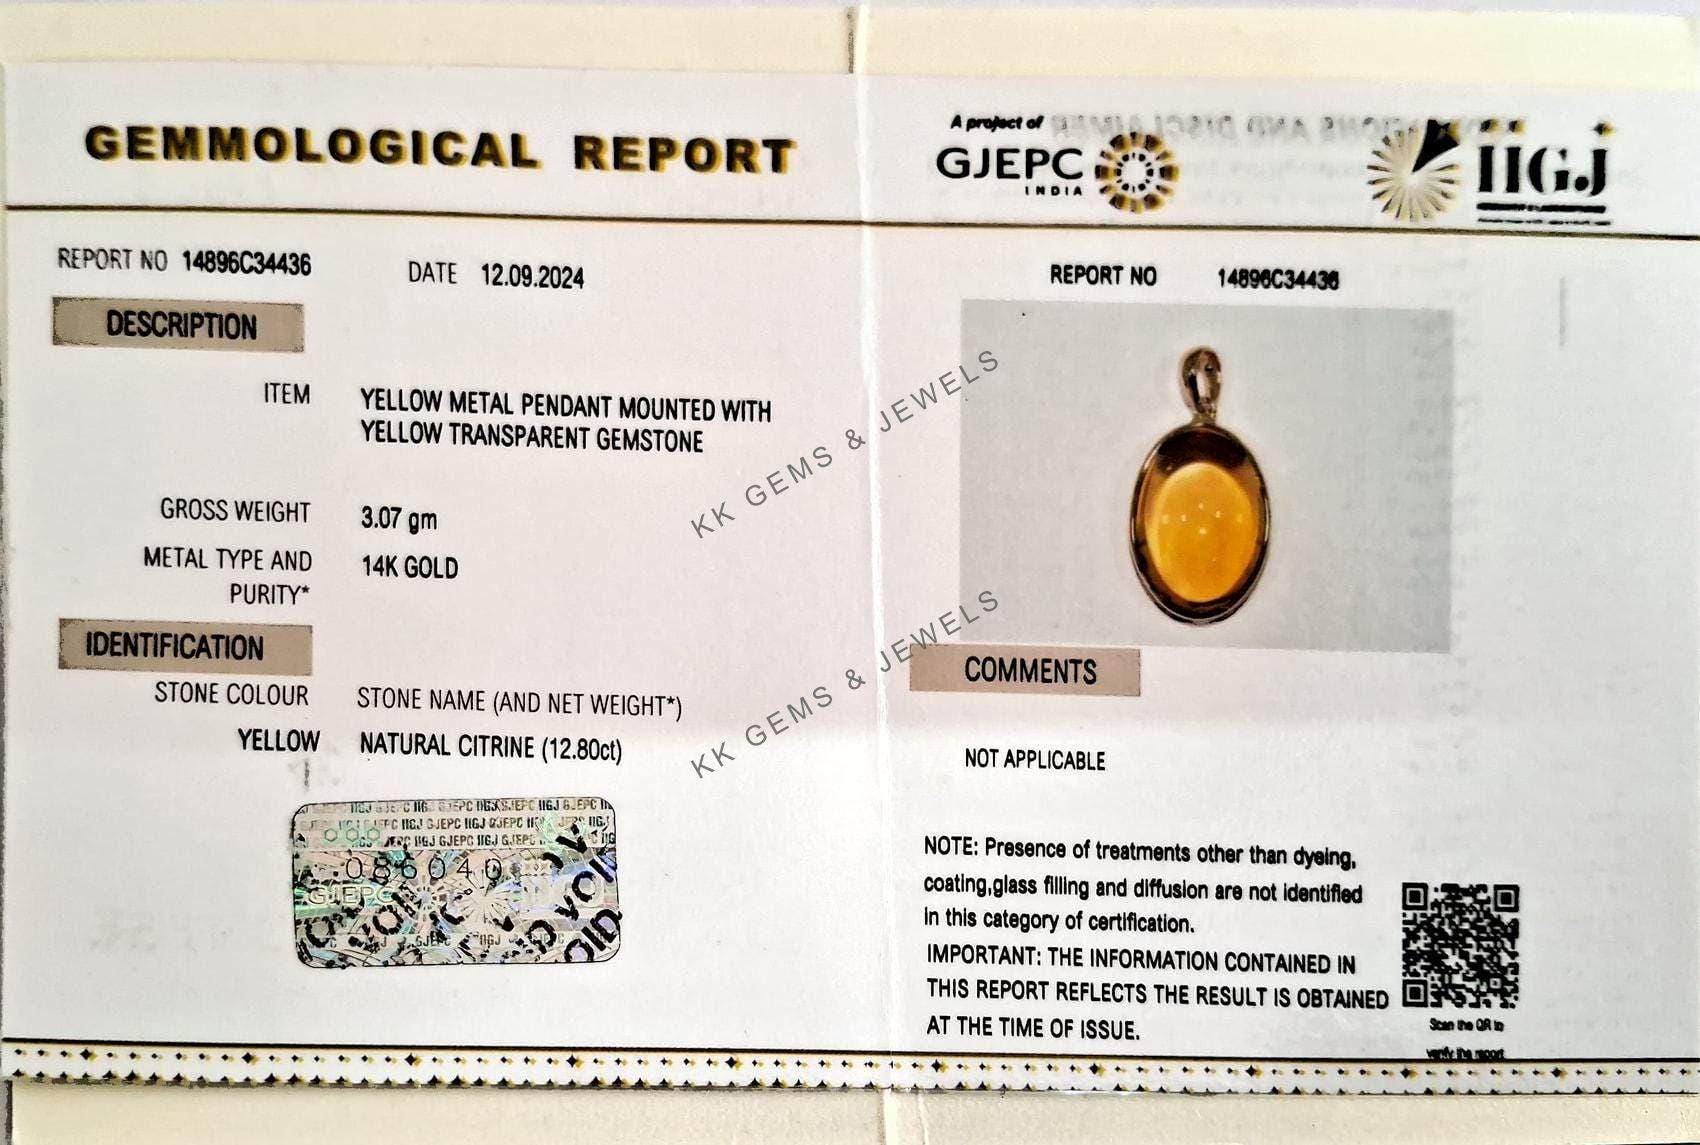 GEMMOLOGICAL REPORT
A project of
GJEPC
INDIA
IIGJ
REPORT NO 14896C34436
DATE 12.09.2024
DESCRIPTION
ITEM YELLOW METAL PENDANT MOUNTED WITH
YELLOW TRANSPARENT GEMSTONE
GROSS WEIGHT 3.07 gm
METAL TYPE AND 14K GOLD
PURITY*
IDENTIFICATION
STONE COLOUR STONE NAME (AND NET WEIGHT*)
YELLOW NATURAL CITRINE (12.80ct)
086040
GJEPC
REPORT NO 14896C34436
KK GEMS & JEWELS
KK GEMS & JEWELS
COMMENTS
NOT APPLICABLE
NOTE: Presence of treatments other than dyeing,
coating,glass filling and diffusion are not identified
in this category of certification.
IMPORTANT: THE INFORMATION CONTAINED IN
THIS REPORT REFLECTS THE RESULT IS OBTAINED
AT THE TIME OF ISSUE.
Scan the QR to
verify the report